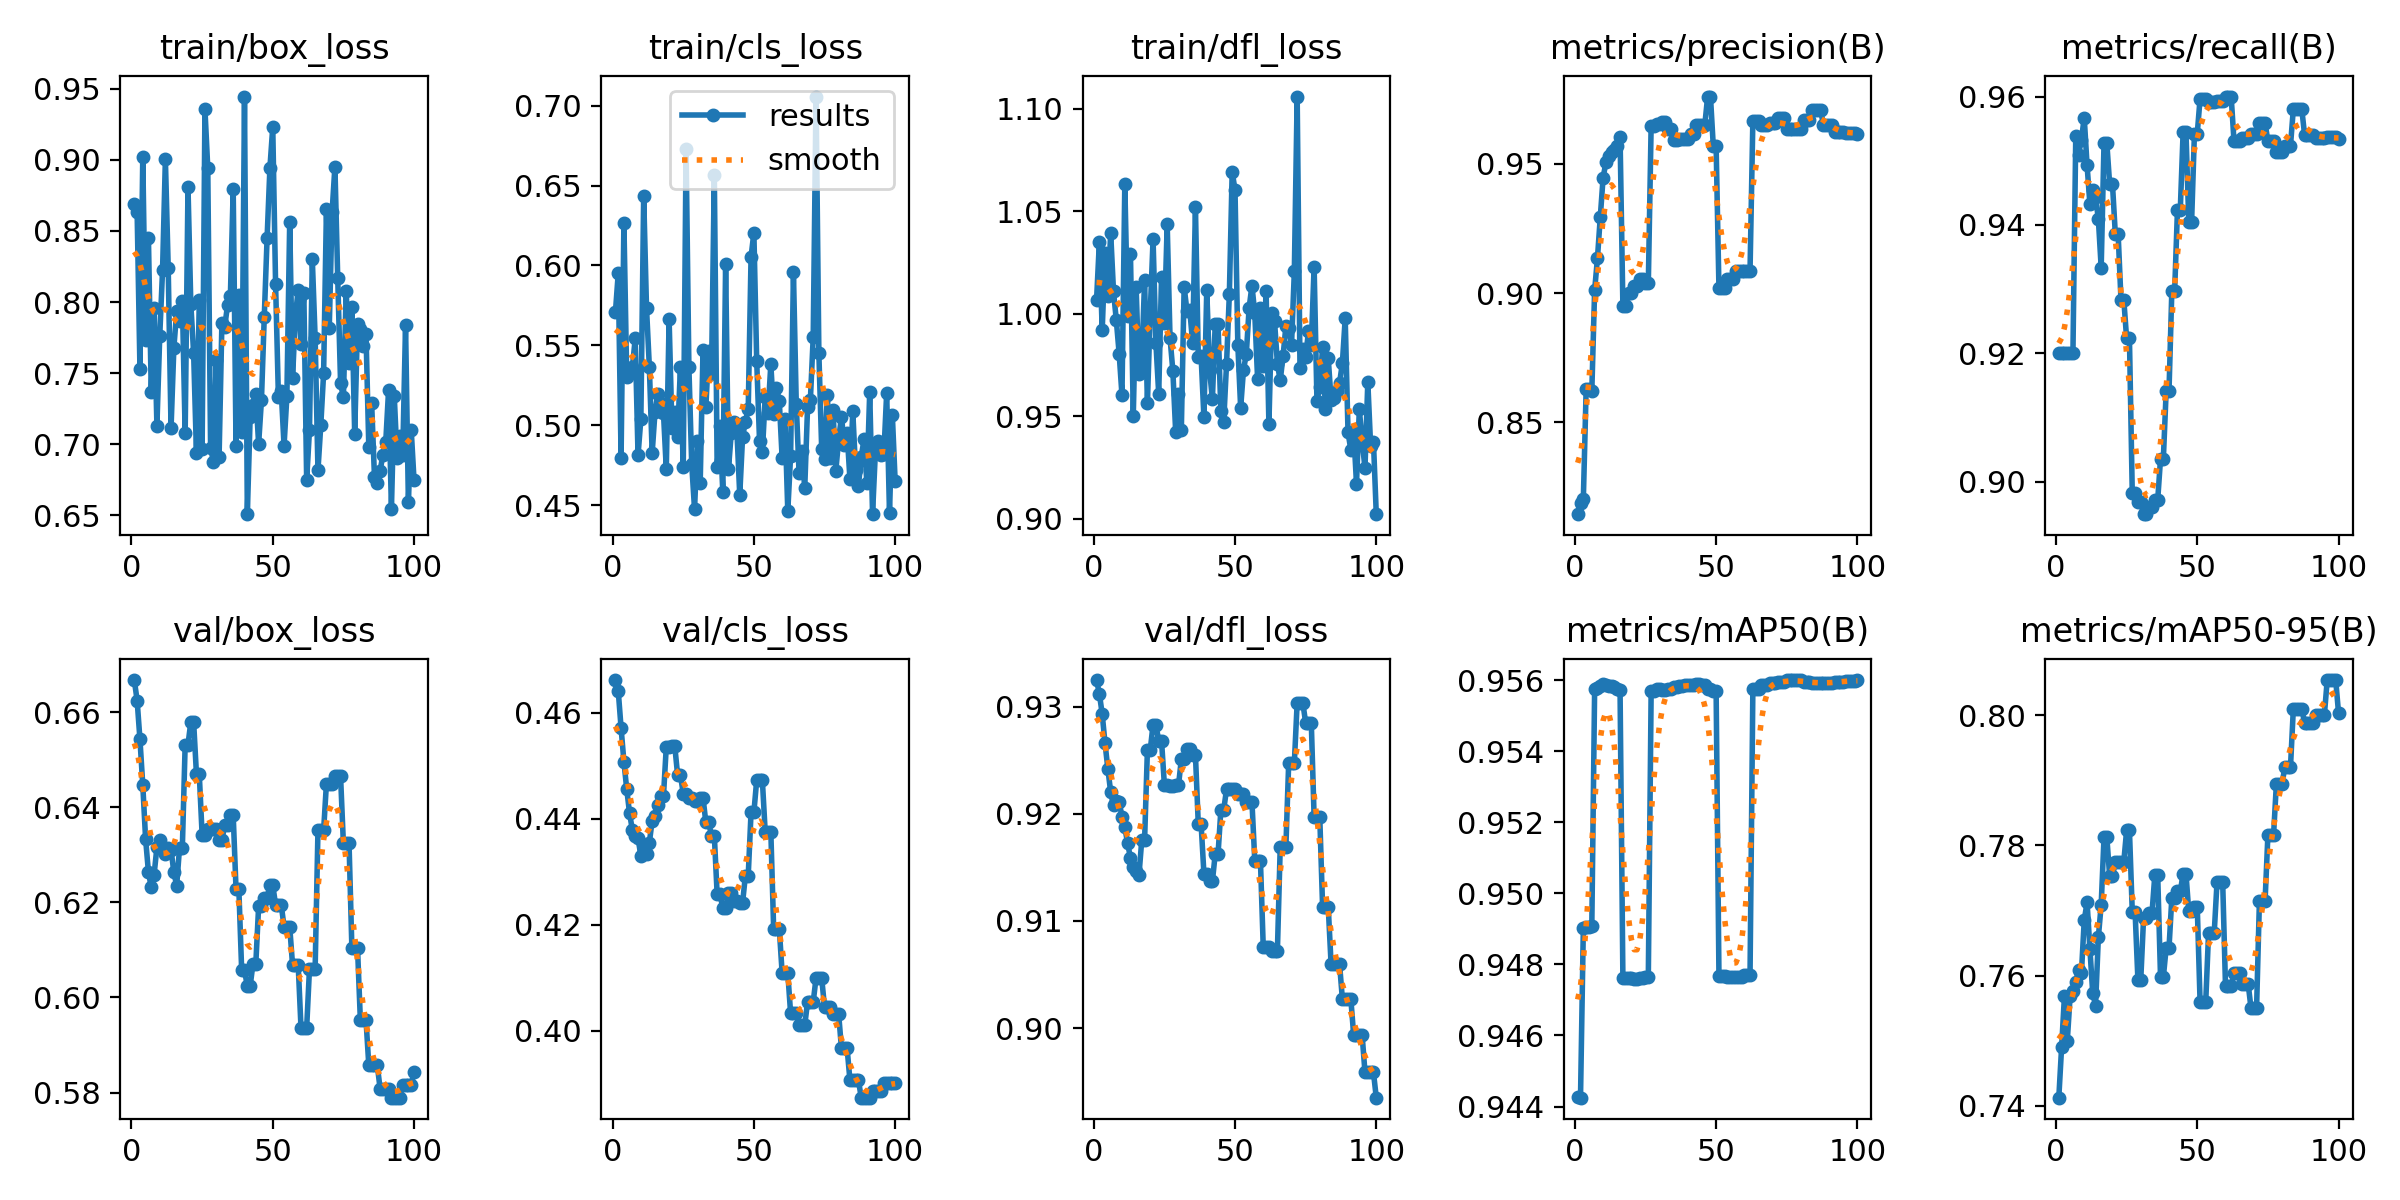 train/box_loss
0.95
0.90
0.85
0.80
0.75
0.70
0.65
0 50 100
train/cls_loss
results
smooth
0.70
0.65
0.60
0.55
0.50
0.45
0 50 100
train/dfl_loss
1.10
1.05
1.00
0.95
0.90
0 50 100
metrics/precision(B)
0.95
0.90
0.85
0 50 100
metrics/recall(B)
0.96
0.94
0.92
0.90
0 50 100
val/box_loss
0.66
0.64
0.62
0.60
0.58
0 50 100
val/cls_loss
0.46
0.44
0.42
0.40
0 50 100
val/dfl_loss
0.93
0.92
0.91
0.90
0 50 100
metrics/mAP50(B)
0.956
0.954
0.952
0.950
0.948
0.946
0.944
0 50 100
metrics/mAP50-95(B)
0.80
0.78
0.76
0.74
0 50 100